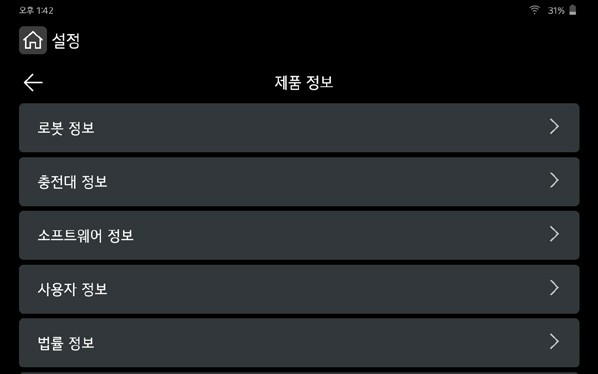 오후 1:42 31%
설정
제품 정보
로봇 정보
충전대 정보
소프트웨어 정보
사용자 정보
법률 정보